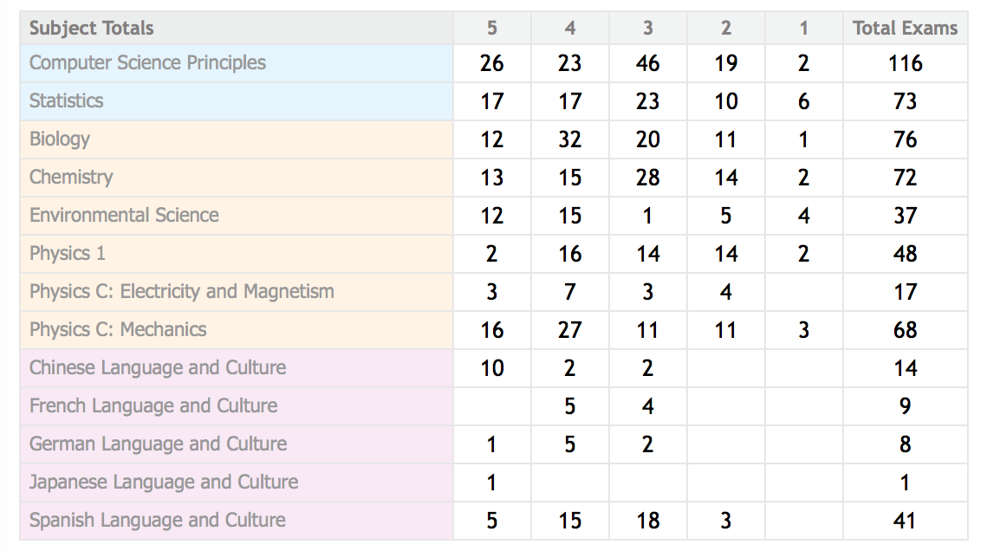 Subject Totals 5 4 3 2 1 Total Exams
Computer Science Principles 26 23 46 19 2 116
Statistics 17 17 23 10 6 73
Biology 12 32 20 11 1 76
Chemistry 13 15 28 14 2 72
Environmental Science 12 15 1 5 4 37
Physics 1 2 16 14 14 2 48
Physics C: Electricity and Magnetism 3 7 3 4 17
Physics C: Mechanics 16 27 11 11 3 68
Chinese Language and Culture 10 2 2 14
French Language and Culture 5 4 9
German Language and Culture 1 5 2 8
Japanese Language and Culture 1 1
Spanish Language and Culture 5 15 18 3 41